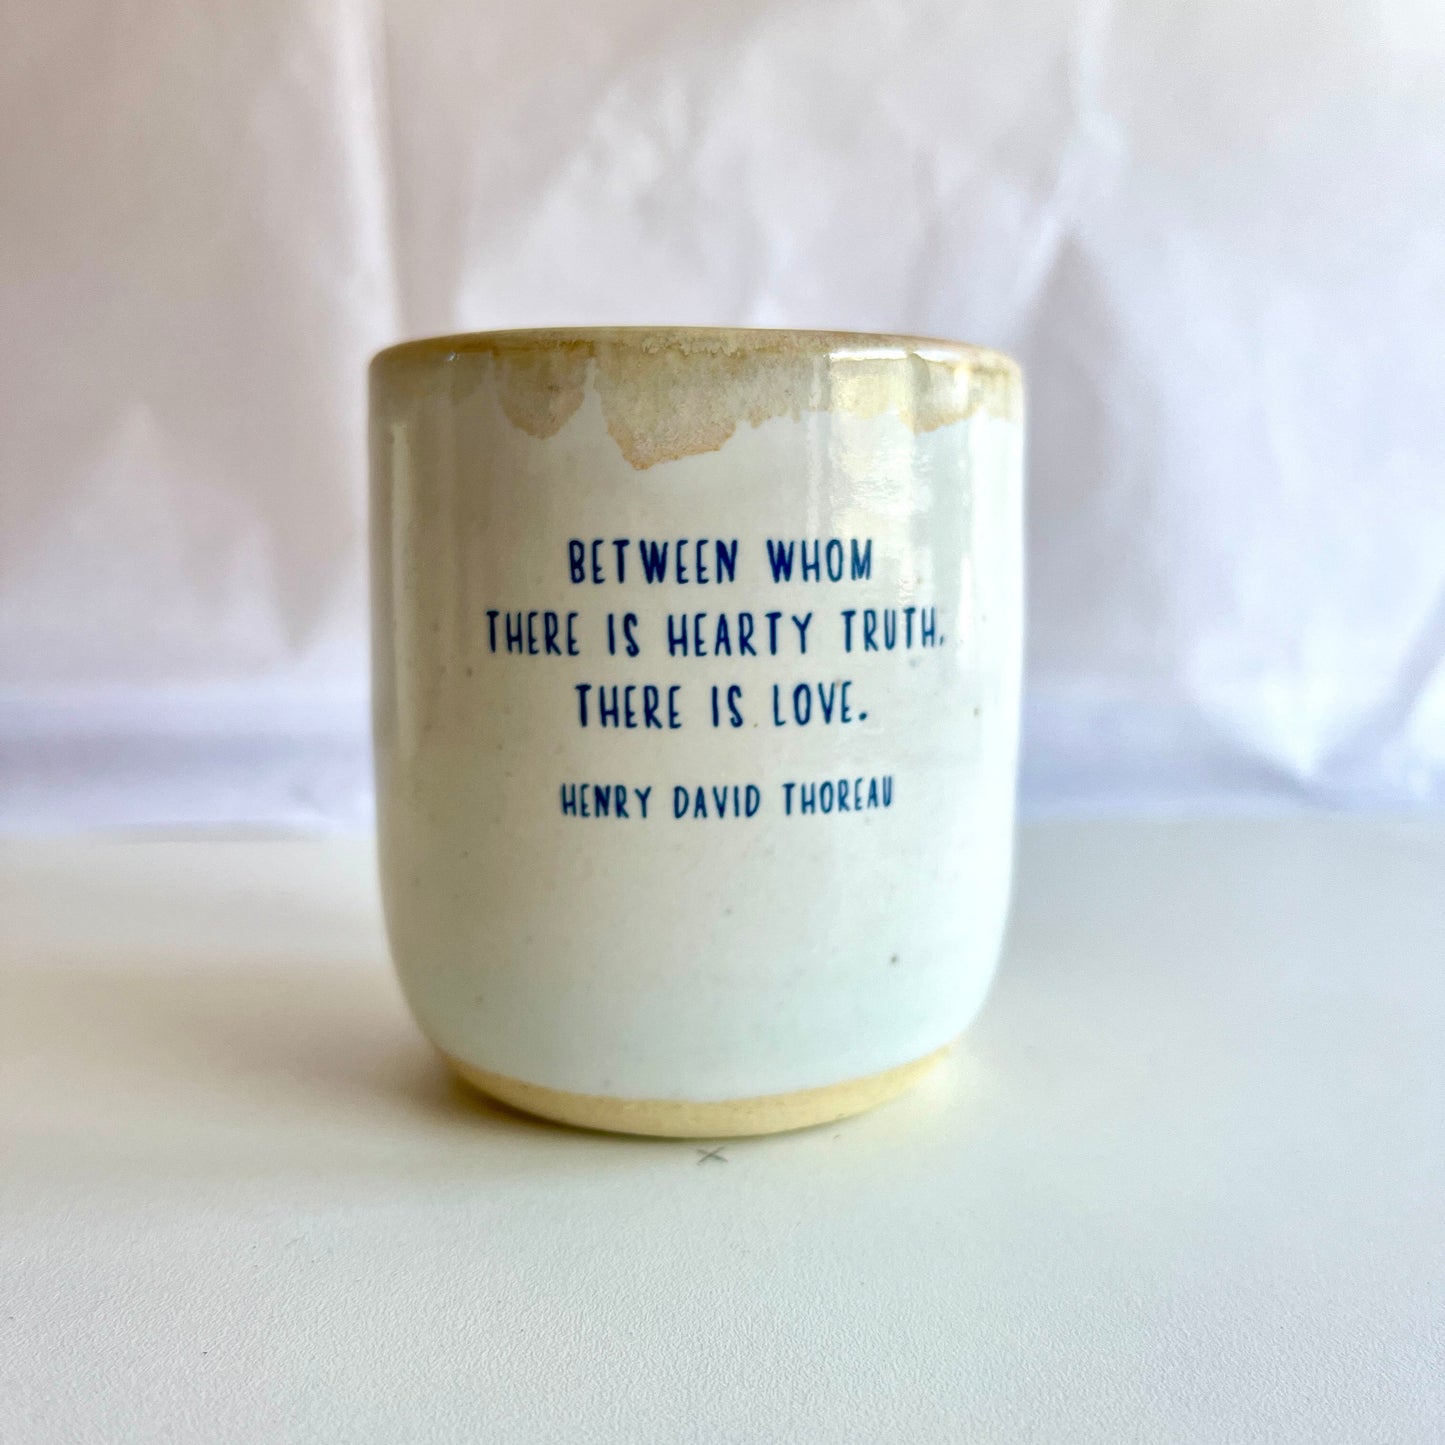 BETWEEN WHOM
THERE IS HEARTY TRUTH.
THERE IS LOVE.
HENRY DAVID THOREAU